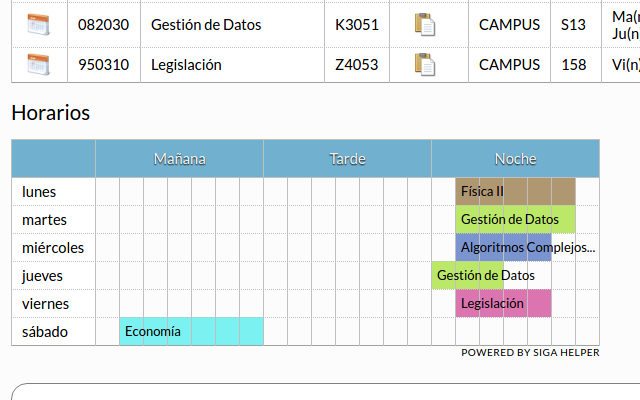 082030 Gestión de Datos K3051 CAMPUS S13 Ma(n
Ju(n
950310 Legislación Z4053 CAMPUS 158 Vi(n)
Horarios
Mañana Tarde Noche
lunes Física II
martes Gestión de Datos
miércoles Algoritmos Complejos...
jueves Gestión de Datos
viernes Legislación
sábado Economía
POWERED BY SIGA HELPER